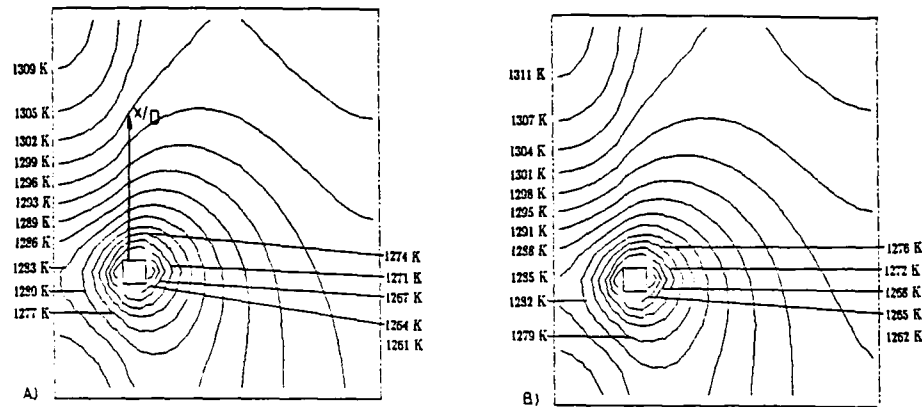 1309 K
1305 K
1302 K
1299 K
1296 K
1293 K
1289 K
1286 K
1283 K
1280 K
1277 K
x/D
1274 K
1271 K
1267 K
1264 K
1261 K
A)
1311 K
1307 K
1304 K
1301 K
1298 K
1295 K
1291 K
1288 K
1285 K
1282 K
1279 K
1276 K
1272 K
1268 K
1265 K
1262 K
B)